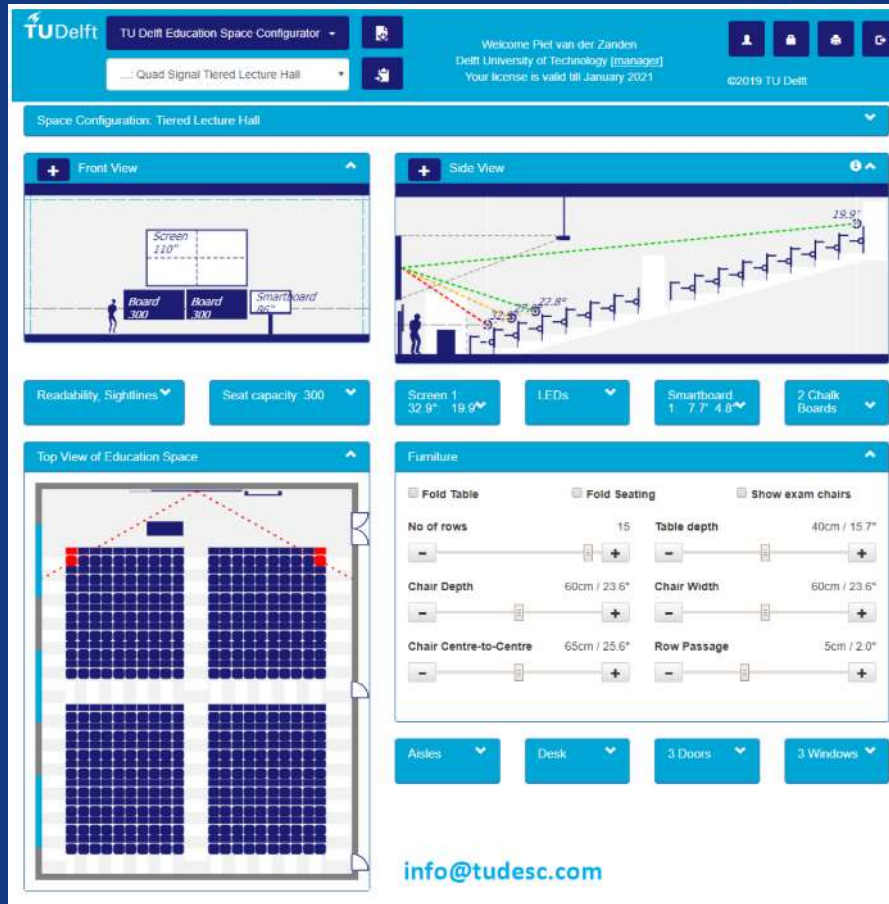 TUDelft
TU Delft Education Space Configurator
...: Quad Signal Tiered Lecture Hall
Welcome Piet van der Zanden
Delft University of Technology [manager]
Your license is valid till January 2021
©2019 TU Delft
Space Configuration: Tiered Lecture Hall
+ Front View
Screen
110"
Board
300
Board
300
Smartboard
86"
+ Side View
19.9°
32.9°
22.8°
Readability, Sightlines
Seat capacity 300
Screen 1:
32.9° 19.9°
LEDs
Smartboard
1: 7.7° 4.8°
2 Chalk
Boards
Top View of Education Space
Furniture
Fold Table
Fold Seating
Show exam chairs
No of rows 15
Table depth 40cm / 15.7"
- +
- +
Chair Depth 60cm / 23.6"
Chair Width 60cm / 23.6"
- +
- +
Chair Centre-to-Centre 65cm / 25.6"
Row Passage 5cm / 2.0"
- +
- +
Aisles
Desk
3 Doors
3 Windows
info@tudesc.com